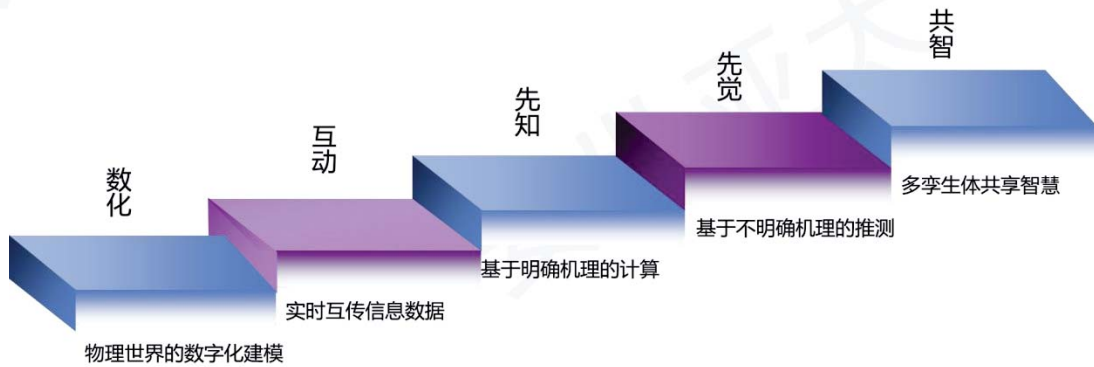 数化
物理世界的数字化建模
互动
实时互传信息数据
先知
基于明确机理的计算
先觉
基于不明确机理的推测
共智
多孪生体共享智慧